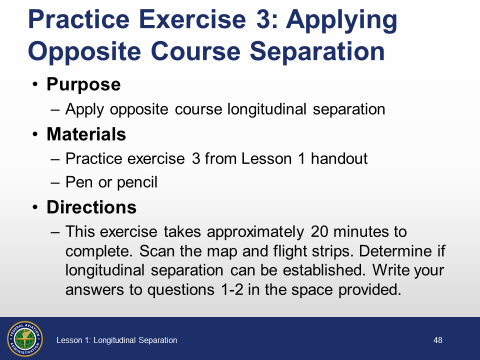 Practice Exercise 3: Applying
Opposite Course Separation
• Purpose
– Apply opposite course longitudinal separation
• Materials
– Practice exercise 3 from Lesson 1 handout
– Pen or pencil
• Directions
– This exercise takes approximately 20 minutes to
complete. Scan the map and flight strips. Determine if
longitudinal separation can be established. Write your
answers to questions 1-2 in the space provided.
Lesson 1: Longitudinal Separation
48